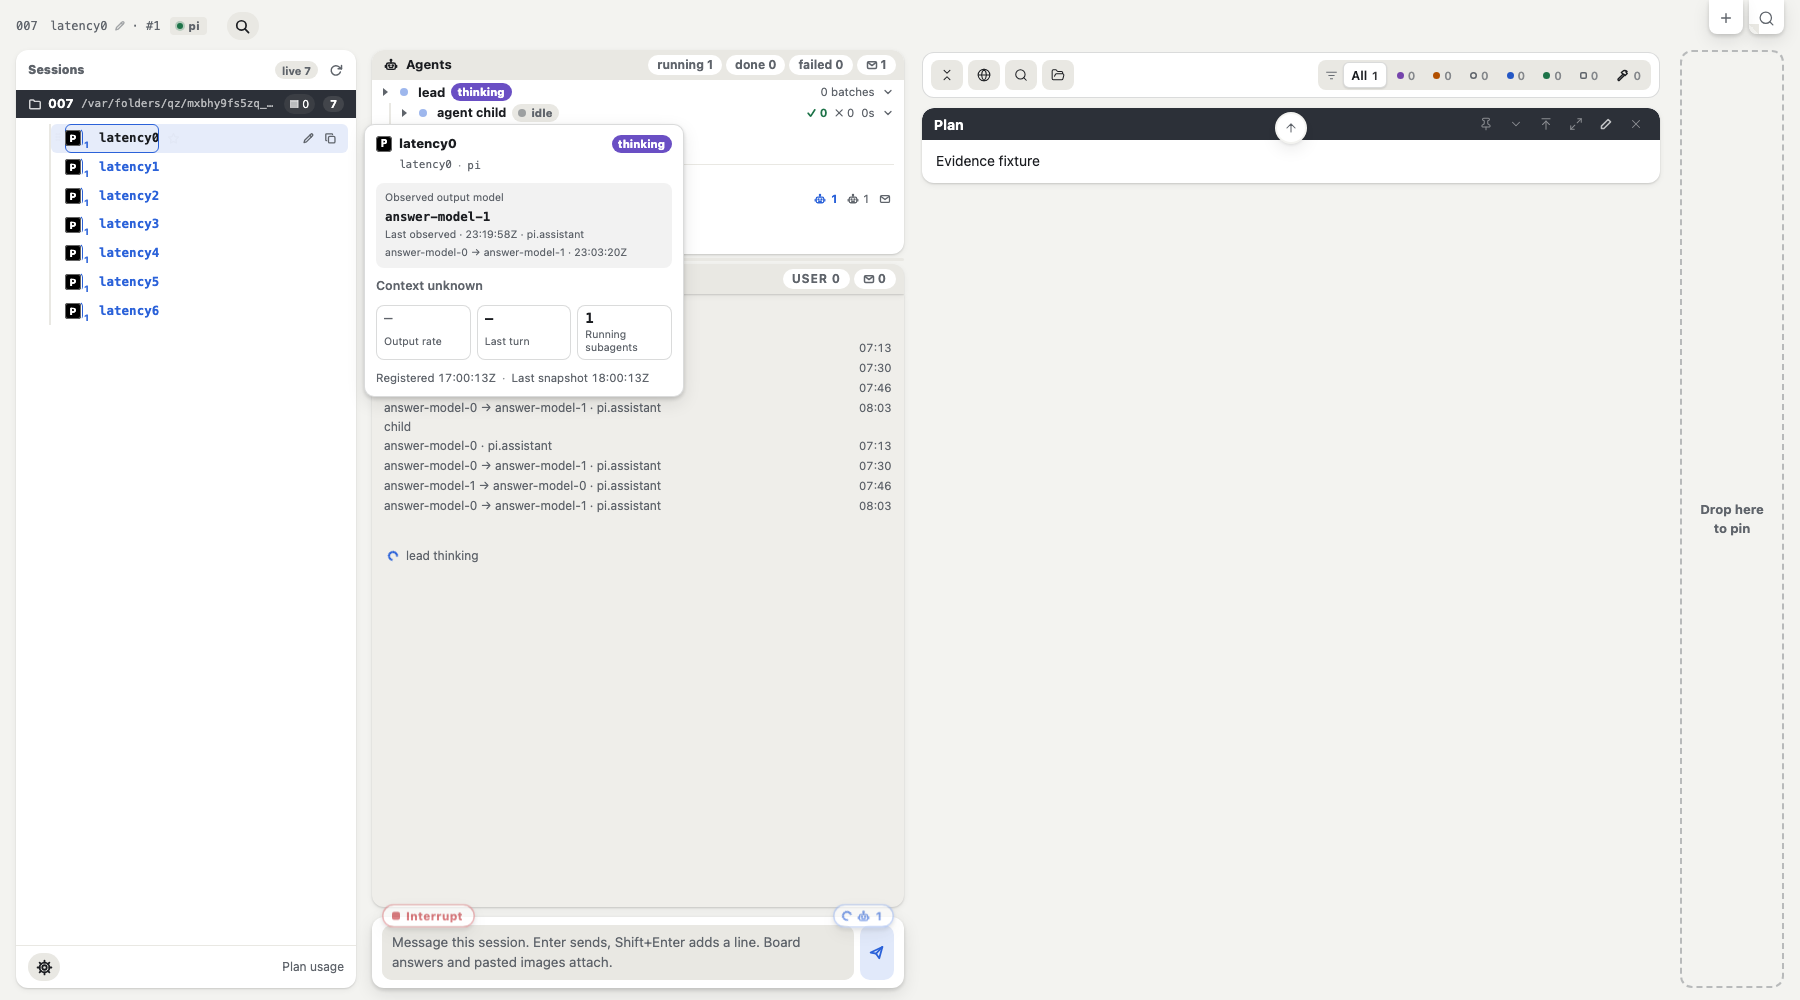 007 latency0 · #1 pi
Sessions
live 7
007 /var/folders/qz/mxbhy9fs5zq_… 0 7
P 1 latency0
P 1 latency1
P 1 latency2
P 1 latency3
P 1 latency4
P 1 latency5
P 1 latency6
Plan usage
Agents
running 1 done 0 failed 0 1
lead thinking 0 batches
agent child idle 0 0 0s
1 1
P latency0 thinking
latency0 · pi
Observed output model
answer-model-1
Last observed · 23:19:58Z · pi.assistant
answer-model-0 → answer-model-1 · 23:03:20Z
Context unknown
– Output rate
– Last turn
1 Running
subagents
Registered 17:00:13Z · Last snapshot 18:00:13Z
USER 0 0
07:13
07:30
07:46
answer-model-0 → answer-model-1 · pi.assistant 08:03
child
answer-model-0 · pi.assistant 07:13
answer-model-0 → answer-model-1 · pi.assistant 07:30
answer-model-1 → answer-model-0 · pi.assistant 07:46
answer-model-0 → answer-model-1 · pi.assistant 08:03
lead thinking
Interrupt
1
Message this session. Enter sends, Shift+Enter adds a line. Board
answers and pasted images attach.
All 1 0 0 0 0 0 0 0
Plan
Evidence fixture
Drop here
to pin